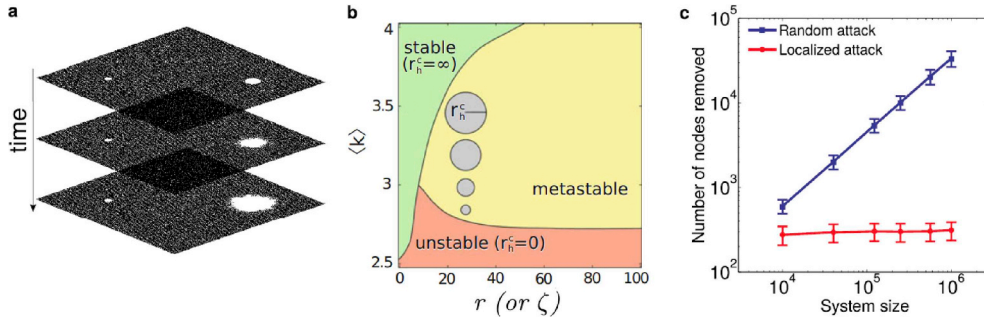 a
time
b
⟨k⟩
4
3.5
3
2.5
stable
(r_h^c=∞)
r_h^c
metastable
unstable (r_h^c=0)
0 20 40 60 80 100
r (or ζ)
c
Number of nodes removed
10^5
10^4
10^3
10^2
Random attack
Localized attack
10^4 10^5 10^6
System size